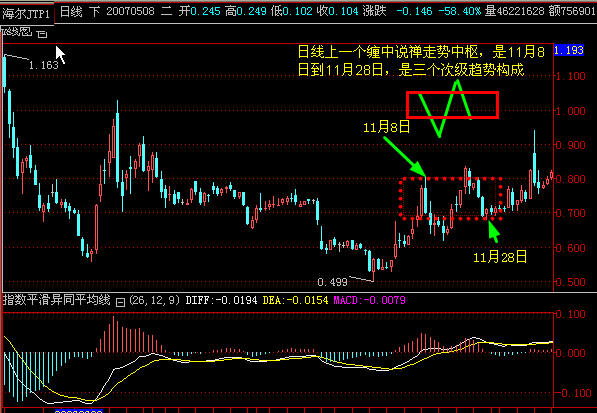 海尔JTP1 日线 下 20070508 二 开0.245 高0.249 低0.102 收0.104 涨跌 -0.146 -58.40% 量46221628 额756901
1.193
日线上一个缠中说禅走势中枢，是11月8
日到11月28日，是三个次级趋势构成
1.163
1.100
1.000
11月8日
0.800
0.700
11月28日
0.600
0.499
0.500
指数平滑异同平均线 (26,12,9) DIFF:-0.0194 DEA:-0.0154 MACD:-0.0079
0.100
0.000
-0.100